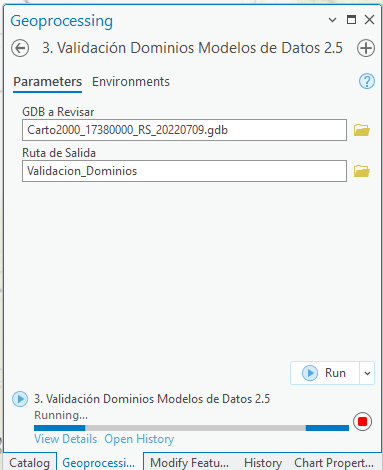 Geoprocessing
3. Validación Dominios Modelos de Datos 2.5
Parameters Environments
GDB a Revisar
Carto2000_17380000_RS_20220709.gdb
Ruta de Salida
Validacion_Dominios
Run
3. Validación Dominios Modelos de Datos 2.5
Running...
View Details Open History
Catalog Geoprocessi... Modify Featu... History Chart Propert...